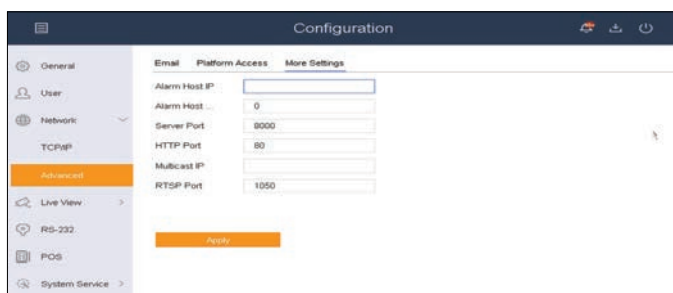 Configuration
General
User
Network
TCP/IP
Advanced
Live View
RS-232
POS
System Service
Email Platform Access More Settings
Alarm Host IP
Alarm Host ... 0
Server Port 8000
HTTP Port 80
Multicast IP
RTSP Port 1050
Apply